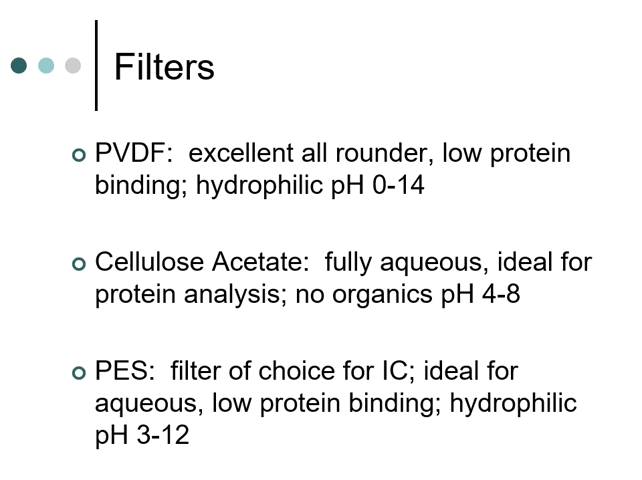 Filters
PVDF:  excellent all rounder, low protein
binding; hydrophilic pH 0-14
Cellulose Acetate:  fully aqueous, ideal for
protein analysis; no organics pH 4-8
PES:  filter of choice for IC; ideal for
aqueous, low protein binding; hydrophilic
pH 3-12